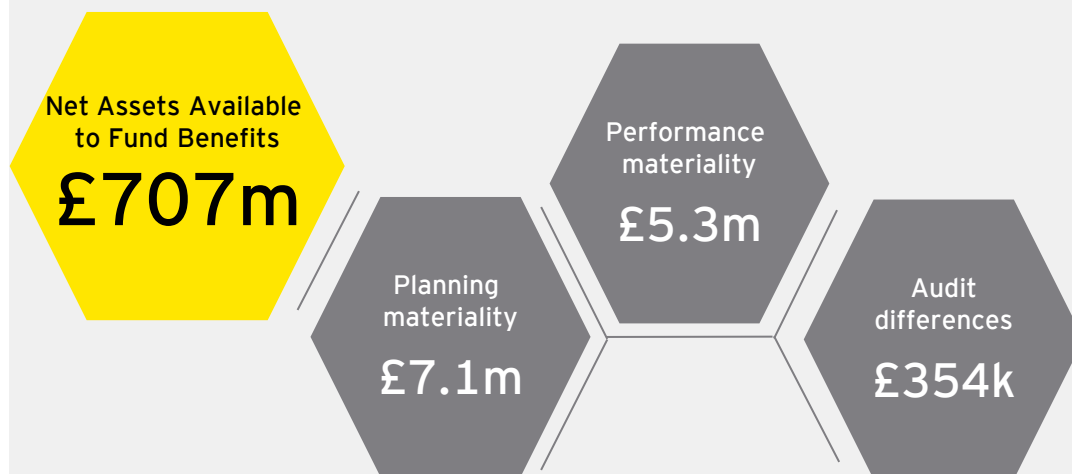 Net Assets Available
to Fund Benefits
£707m
Planning
materiality
£7.1m
Performance
materiality
£5.3m
Audit
differences
£354k